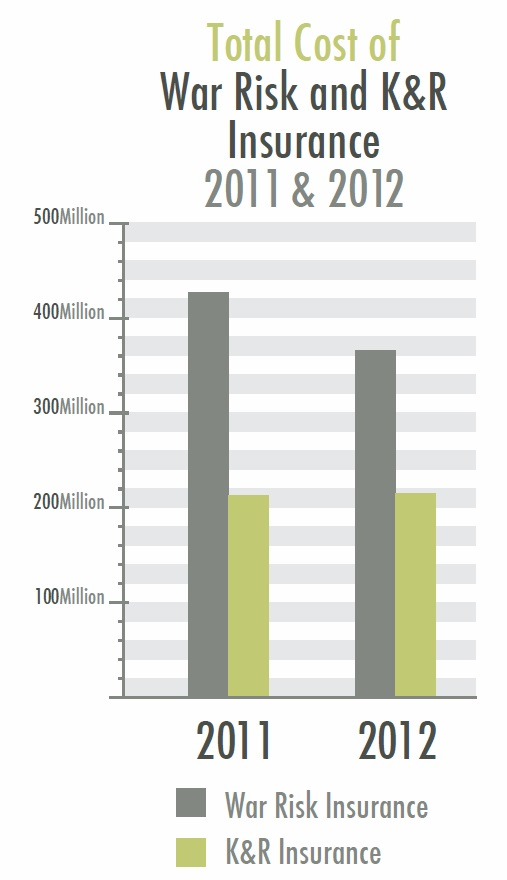 Total Cost of
War Risk and K&R
Insurance
2011 & 2012
500Million
400Million
300Million
200Million
100Million
2011 2012
War Risk Insurance
K&R Insurance